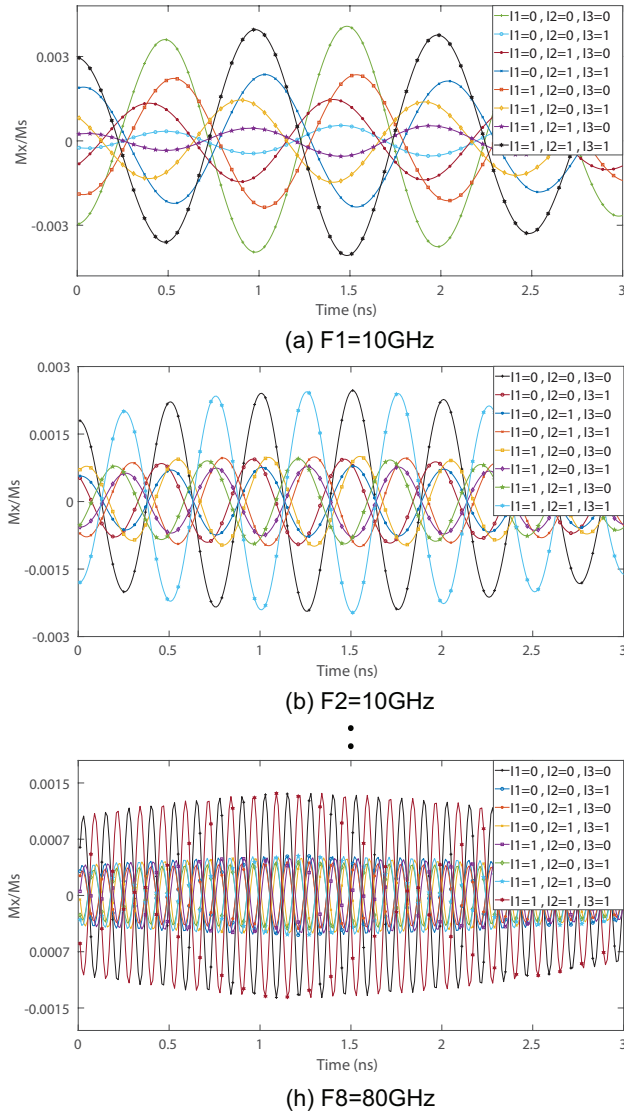 0.003
0
-0.003
Mx/Ms
I1=0 , I2=0 , I3=0
I1=0 , I2=0 , I3=1
I1=0 , I2=1 , I3=0
I1=0 , I2=1 , I3=1
I1=1 , I2=0 , I3=0
I1=1 , I2=0 , I3=1
I1=1 , I2=1 , I3=0
I1=1 , I2=1 , I3=1
0 0.5 1 1.5 2 2.5 3
Time (ns)
(a) F1=10GHz
0.003
0.0015
0
-0.0015
-0.003
Mx/Ms
I1=0 , I2=0 , I3=0
I1=0 , I2=0 , I3=1
I1=0 , I2=1 , I3=0
I1=0 , I2=1 , I3=1
I1=1 , I2=0 , I3=0
I1=1 , I2=0 , I3=1
I1=1 , I2=1 , I3=0
I1=1 , I2=1 , I3=1
0 0.5 1 1.5 2 2.5 3
Time (ns)
(b) F2=10GHz
0.0015
0.0007
0
0.0007
-0.0015
Mx/Ms
I1=0 , I2=0 , I3=0
I1=0 , I2=0 , I3=1
I1=0 , I2=1 , I3=0
I1=0 , I2=1 , I3=1
I1=1 , I2=0 , I3=0
I1=1 , I2=0 , I3=1
I1=1 , I2=1 , I3=0
I1=1 , I2=1 , I3=1
0 0.5 1 1.5 2 2.5 3
Time (ns)
(h) F8=80GHz